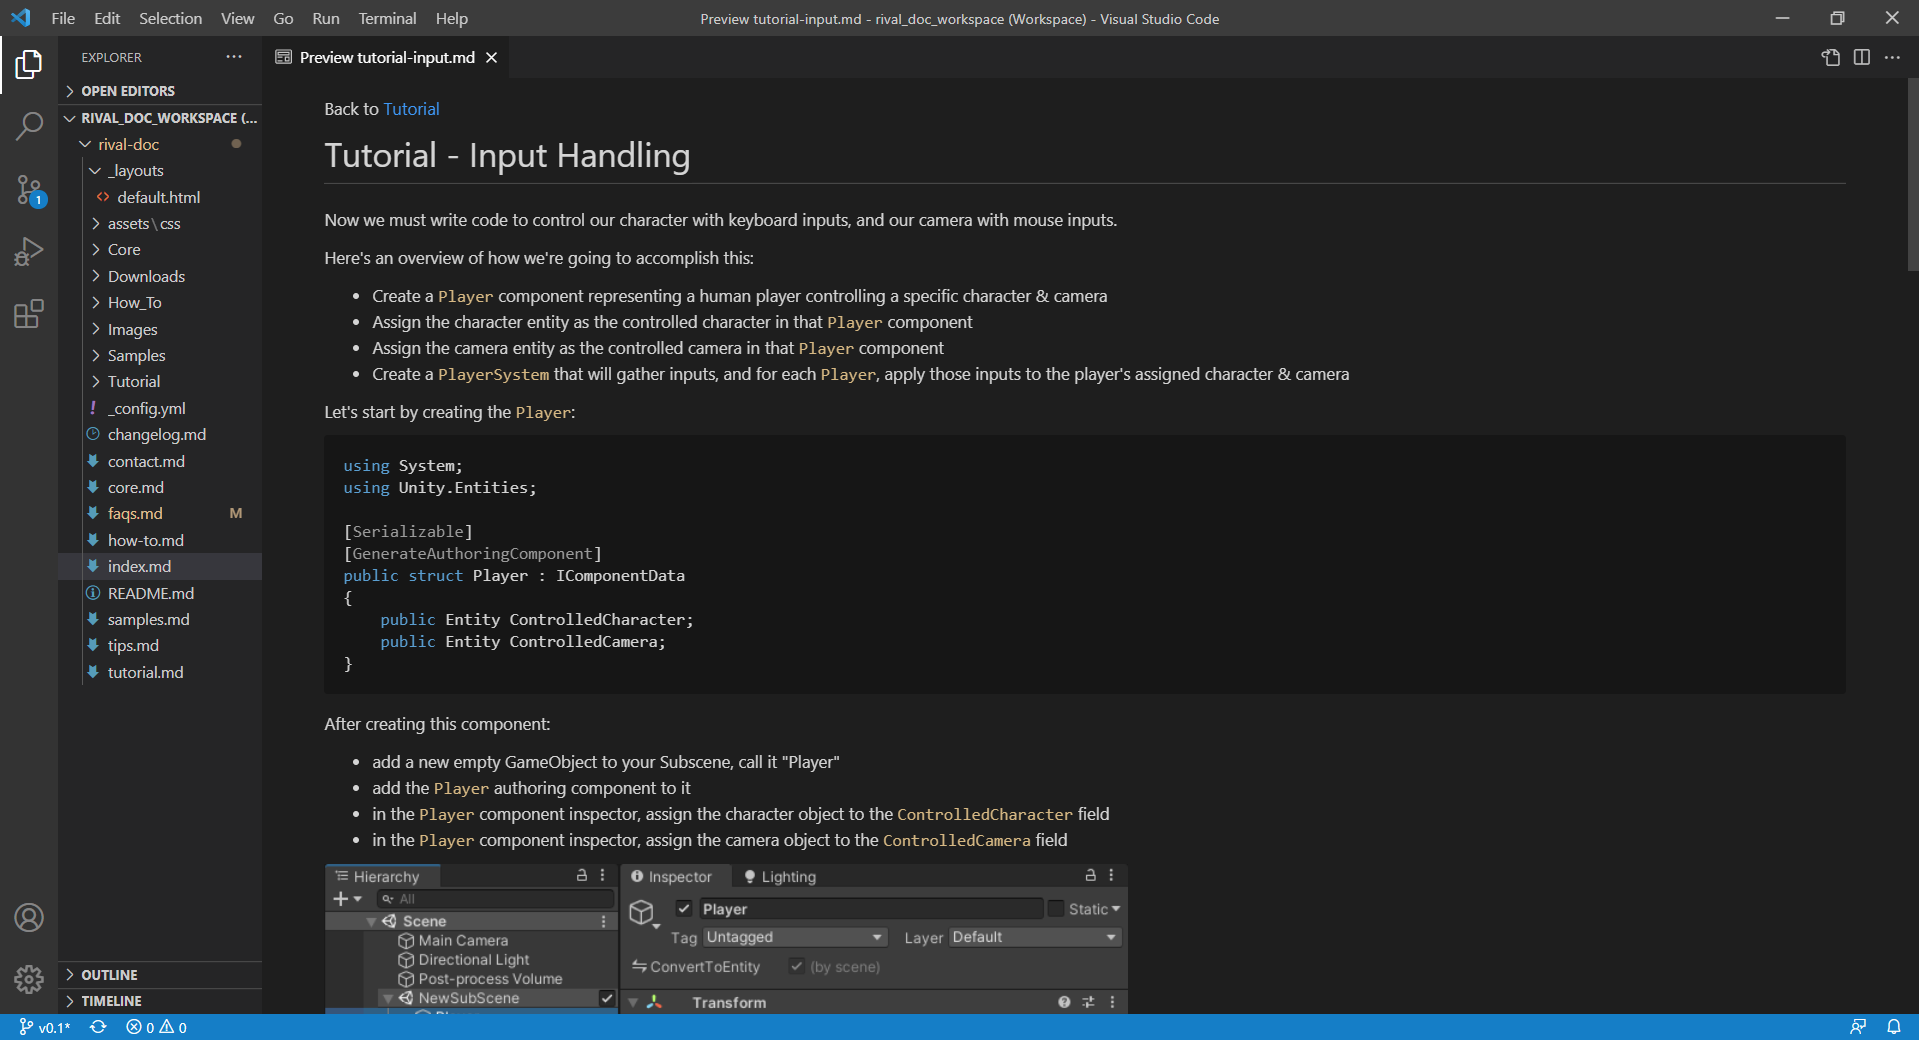 File Edit Selection View Go Run Terminal Help
Preview tutorial-input.md - rival_doc_workspace (Workspace) - Visual Studio Code
EXPLORER
OPEN EDITORS
RIVAL_DOC_WORKSPACE (...
rival-doc
_layouts
default.html
assets\css
Core
Downloads
How_To
Images
Samples
Tutorial
_config.yml
changelog.md
contact.md
core.md
faqs.md M
how-to.md
index.md
README.md
samples.md
tips.md
tutorial.md
OUTLINE
TIMELINE
1
Preview tutorial-input.md
Back to Tutorial
Tutorial - Input Handling
Now we must write code to control our character with keyboard inputs, and our camera with mouse inputs.
Here's an overview of how we're going to accomplish this:
• Create a Player component representing a human player controlling a specific character & camera
• Assign the character entity as the controlled character in that Player component
• Assign the camera entity as the controlled camera in that Player component
• Create a PlayerSystem that will gather inputs, and for each Player, apply those inputs to the player's assigned character & camera
Let's start by creating the Player:
using System;
using Unity.Entities;
[Serializable]
[GenerateAuthoringComponent]
public struct Player : IComponentData
{
public Entity ControlledCharacter;
public Entity ControlledCamera;
}
After creating this component:
• add a new empty GameObject to your Subscene, call it "Player"
• add the Player authoring component to it
• in the Player component inspector, assign the character object to the ControlledCharacter field
• in the Player component inspector, assign the camera object to the ControlledCamera field
Hierarchy
All
Scene
Main Camera
Directional Light
Post-process Volume
NewSubScene
Inspector Lighting
Player Static
Tag Untagged Layer Default
ConvertToEntity (by scene)
Transform
v0.1* 0 0